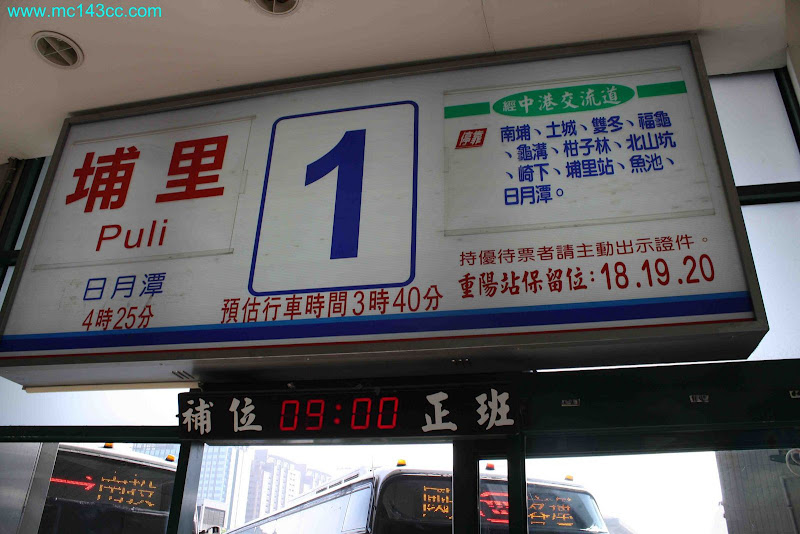 www.mc143cc.com
埔里
Puli
日月潭
4時25分
1
預估行車時間3時40分
經中港交流道
停靠
南埔、土城、雙冬、福龜
、龜溝、柑子林、北山坑
、崎下、埔里站、魚池、
日月潭。
持優待票者請主動出示證件。
重陽站保留位:18.19.20
補位 09:00 正班